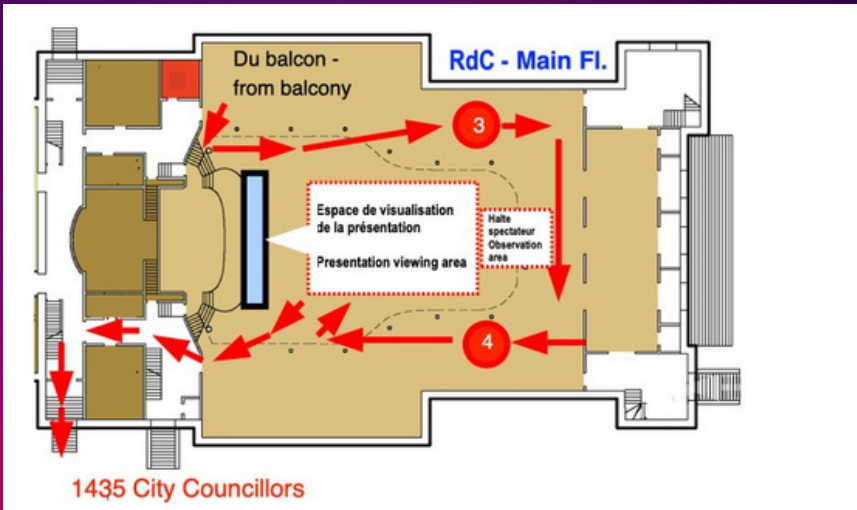 Du balcon -
from balcony
RdC - Main Fl.
3
Espace de visualisation
de la présentation
Presentation viewing area
Halte
spectateur
Observation
area
4
1435 City Councillors